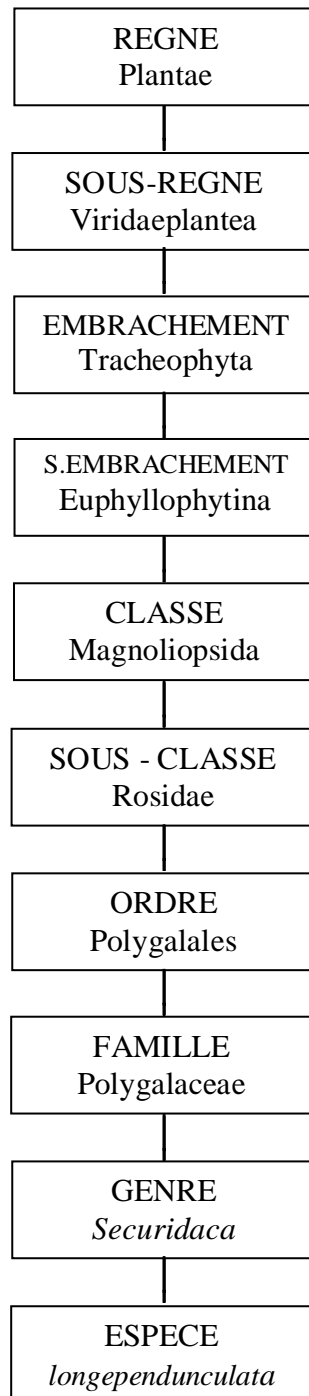 REGNE
Plantae
SOUS-REGNE
Viridaeplantea
EMBRACHEMENT
Tracheophyta
S.EMBRACHEMENT
Euphyllophytina
CLASSE
Magnoliopsida
SOUS - CLASSE
Rosidae
ORDRE
Polygalales
FAMILLE
Polygalaceae
GENRE
Securidaca
ESPECE
longependunculata